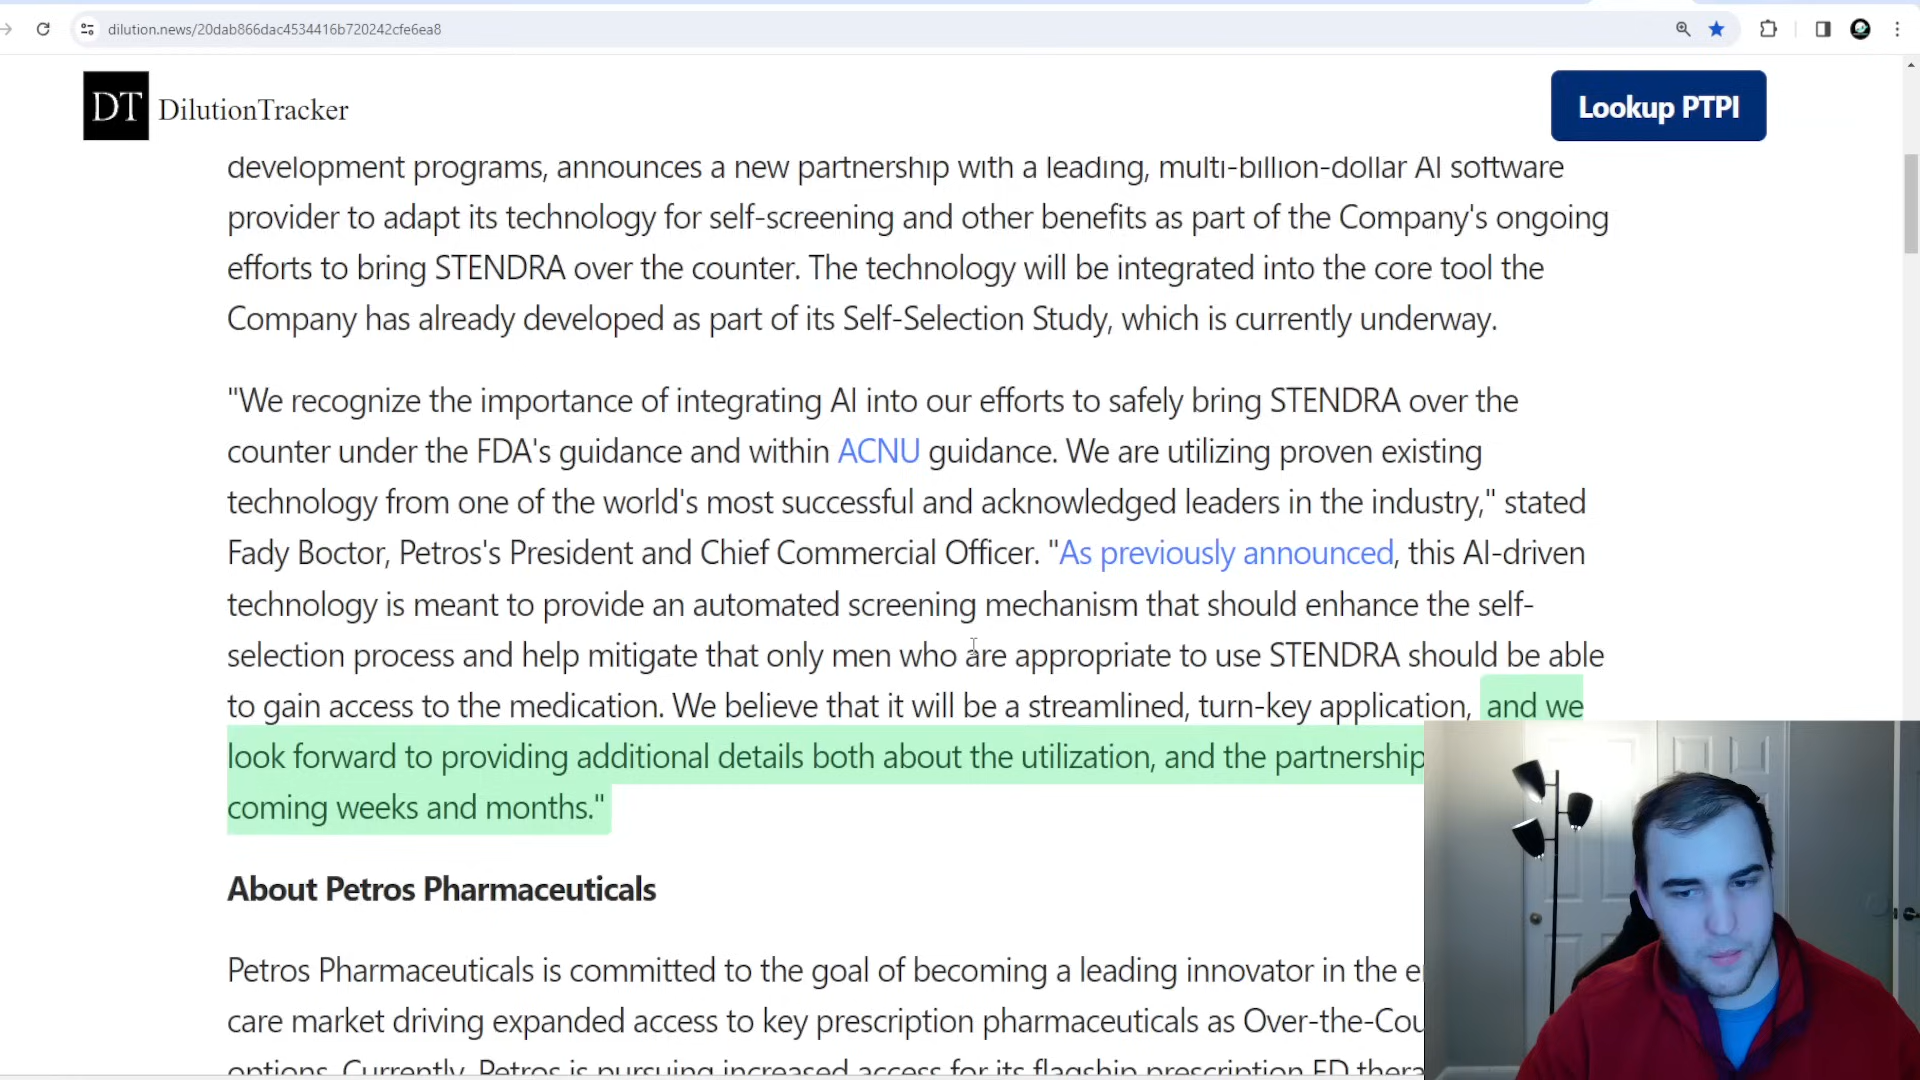 dilution.news/20dab866dac4534416b720242cfe6ea8
DT DilutionTracker
Lookup PTPI
development programs, announces a new partnership with a leading, multi-billion-dollar AI software
provider to adapt its technology for self-screening and other benefits as part of the Company's ongoing
efforts to bring STENDRA over the counter. The technology will be integrated into the core tool the
Company has already developed as part of its Self-Selection Study, which is currently underway.
"We recognize the importance of integrating AI into our efforts to safely bring STENDRA over the
counter under the FDA's guidance and within ACNU guidance. We are utilizing proven existing
technology from one of the world's most successful and acknowledged leaders in the industry," stated
Fady Boctor, Petros's President and Chief Commercial Officer. "As previously announced, this AI-driven
technology is meant to provide an automated screening mechanism that should enhance the self-
selection process and help mitigate that only men who are appropriate to use STENDRA should be able
to gain access to the medication. We believe that it will be a streamlined, turn-key application, and we
look forward to providing additional details both about the utilization, and the partnership
coming weeks and months."
About Petros Pharmaceuticals
Petros Pharmaceuticals is committed to the goal of becoming a leading innovator in the
care market driving expanded access to key prescription pharmaceuticals as Over-the-Cou
options. Currently, Petros is pursuing increased access for its flagship prescription ED thera